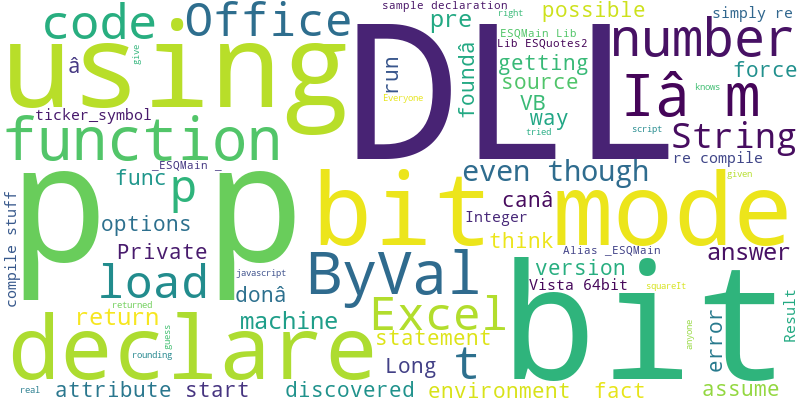 sample declaration
right
possible
simply re
code
Office
pre
number
using
DLL
ESQMain Lib
Lib ESQuotes2
give
â
run
Everyone
foundâ
getting
source
force
knows
Iâ m
VB
way
tried
ticker_symbol
function
script
String
re compile
_ESQMain _
func
p
even though
given
p p
bit
mode
canâ
Integer
options
think
Private
Alias _ESQMain
answer
compile stuff
load
javascript
ByVal
version
donâ
Vista 64bit
squareIt
bit
Result
returned
return
machine
Excel
declare
guess
rounding
statement
anyone
error
t
Long
real
attribute
start
discovered
environment
fact
assume